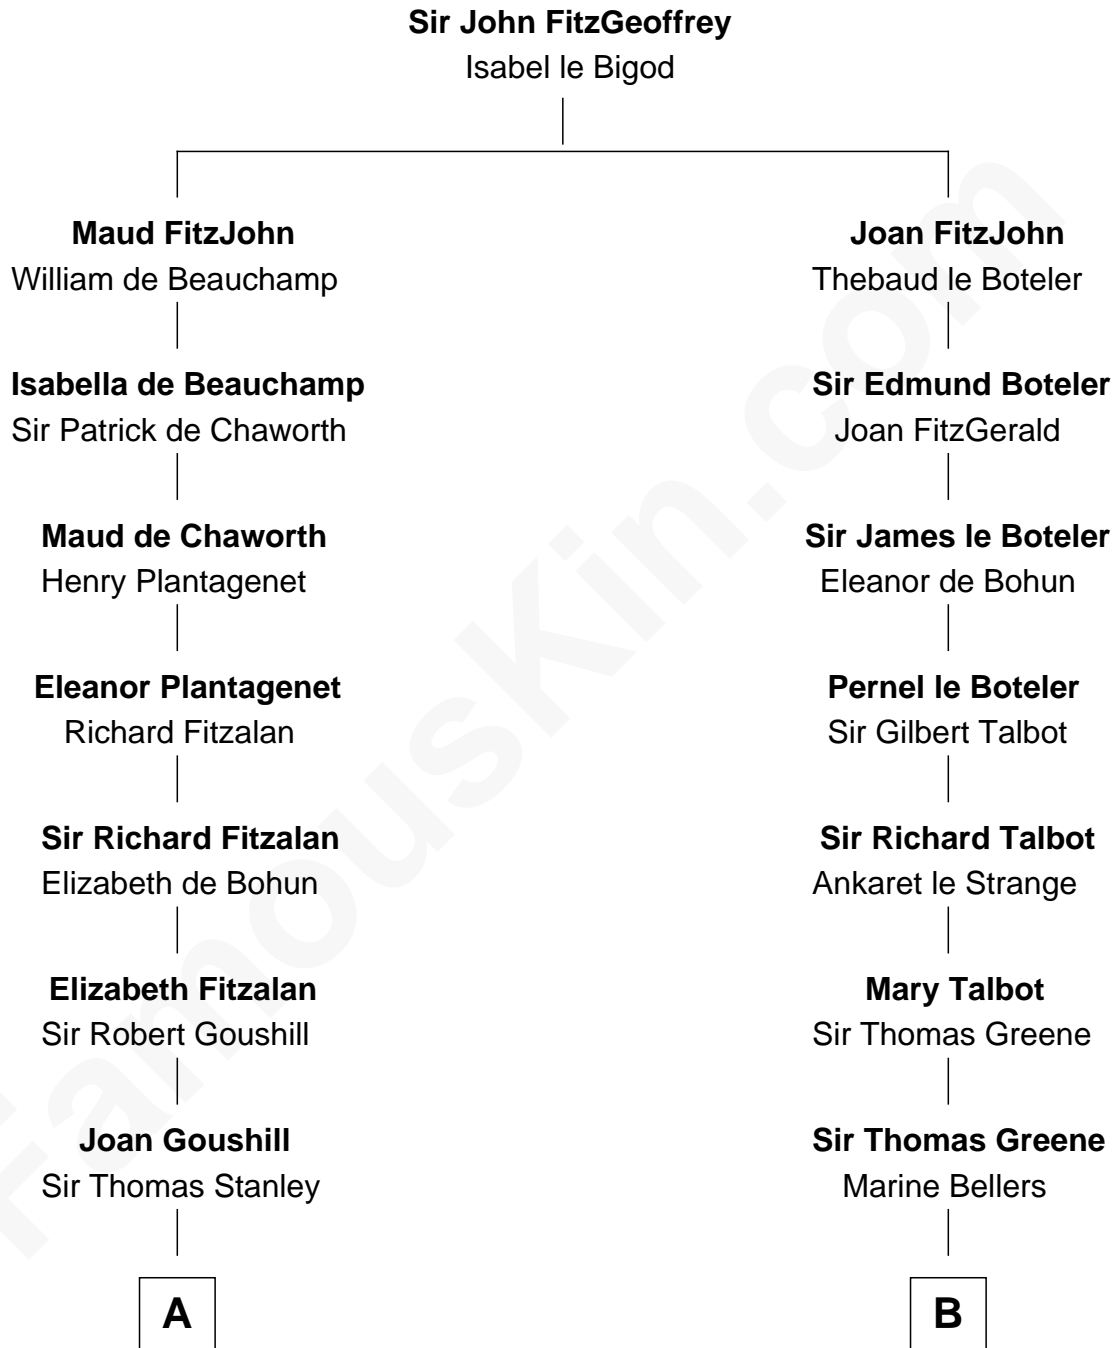 Sir John FitzGeoffrey
Isabel le Bigod
Maud FitzJohn
William de Beauchamp
Joan FitzJohn
Thebaud le Boteler
Isabella de Beauchamp
Sir Patrick de Chaworth
Sir Edmund Boteler
Joan FitzGerald
Maud de Chaworth
Henry Plantagenet
Sir James le Boteler
Eleanor de Bohun
Eleanor Plantagenet
Richard Fitzalan
Pernel le Boteler
Sir Gilbert Talbot
Sir Richard Fitzalan
Elizabeth de Bohun
Sir Richard Talbot
Ankaret le Strange
Elizabeth Fitzalan
Sir Robert Goushill
Mary Talbot
Sir Thomas Greene
Joan Goushill
Sir Thomas Stanley
Sir Thomas Greene
Marine Bellers
A
B
FamousKin.com